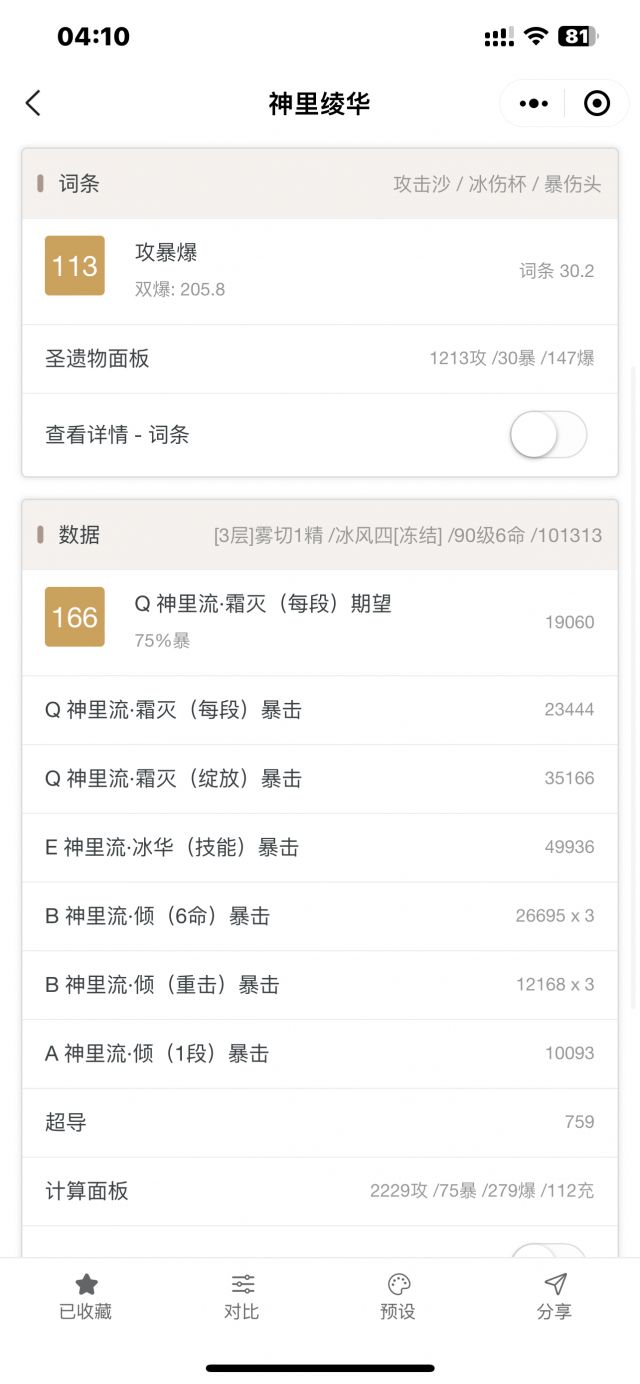 04:10
81
神里绫华
词条
攻击沙 / 冰伤杯 / 暴伤头
113
攻暴爆
双爆: 205.8
词条 30.2
圣遗物面板
1213攻 /30暴 /147爆
查看详情 - 词条
数据
[3层]雾切1精 /冰风四[冻结] /90级6命 /101313
166
Q 神里流·霜灭（每段）期望
75%暴
19060
Q 神里流·霜灭（每段）暴击
23444
Q 神里流·霜灭（绽放）暴击
35166
E 神里流·冰华（技能）暴击
49936
B 神里流·倾（6命）暴击
26695 x 3
B 神里流·倾（重击）暴击
12168 x 3
A 神里流·倾（1段）暴击
10093
超导
759
计算面板
2229攻 /75暴 /279爆 /112充
已收藏
对比
预设
分享